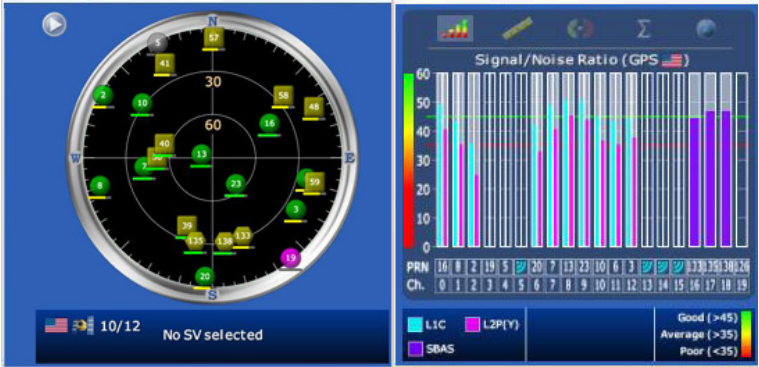 N
57
5
41
30
2
10
58
48
16
60
40
W
13
E
7
8
23
59
3
39
135
138
133
19
20
S
10/12
No SV selected
Σ
Signal/Noise Ratio (GPS)
60
50
40
30
20
10
0
PRN 16 8 2 19 5 20 7 13 23 10 6 3 133 135 138 126
Ch. 0 1 2 3 4 5 6 7 8 9 10 11 12 13 14 15 16 17 18 19
L1C L2P(Y)
SBAS
Good (>45)
Average (>35)
Poor (<35)